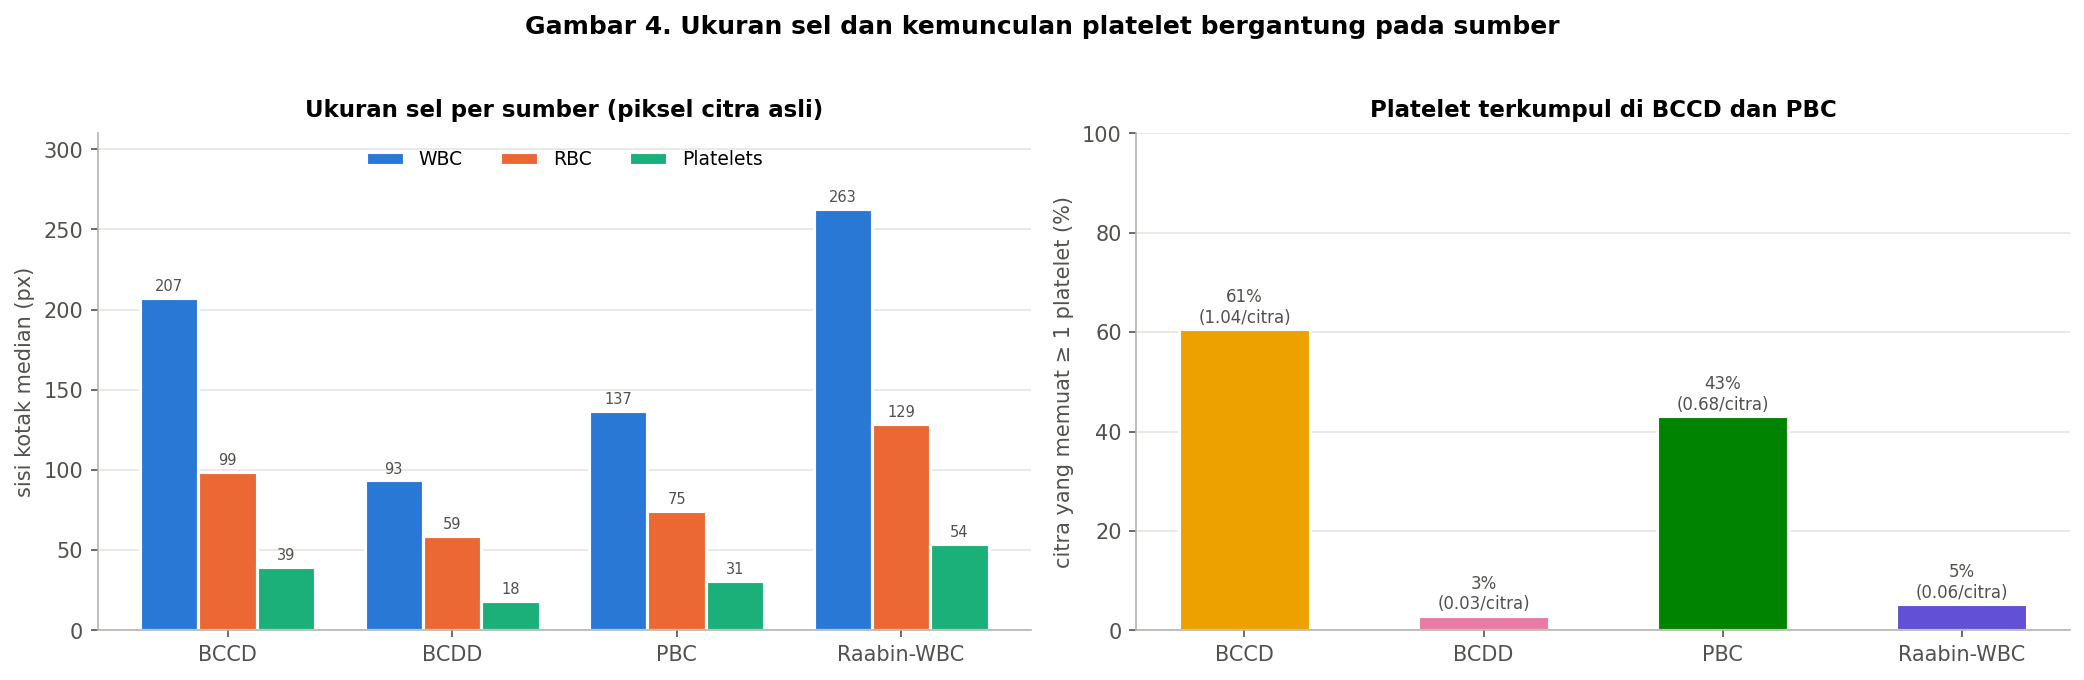 Gambar 4. Ukuran sel dan kemunculan platelet bergantung pada sumber
Ukuran sel per sumber (piksel citra asli)
sisi kotak median (px)
300
250
200
150
100
50
0
WBC RBC Platelets
207
99
39
93
59
18
137
75
31
263
129
54
BCCD BCDD PBC Raabin-WBC
Platelet terkumpul di BCCD dan PBC
citra yang memuat ≥ 1 platelet (%)
100
80
60
40
20
0
61%
(1.04/citra)
3%
(0.03/citra)
43%
(0.68/citra)
5%
(0.06/citra)
BCCD BCDD PBC Raabin-WBC